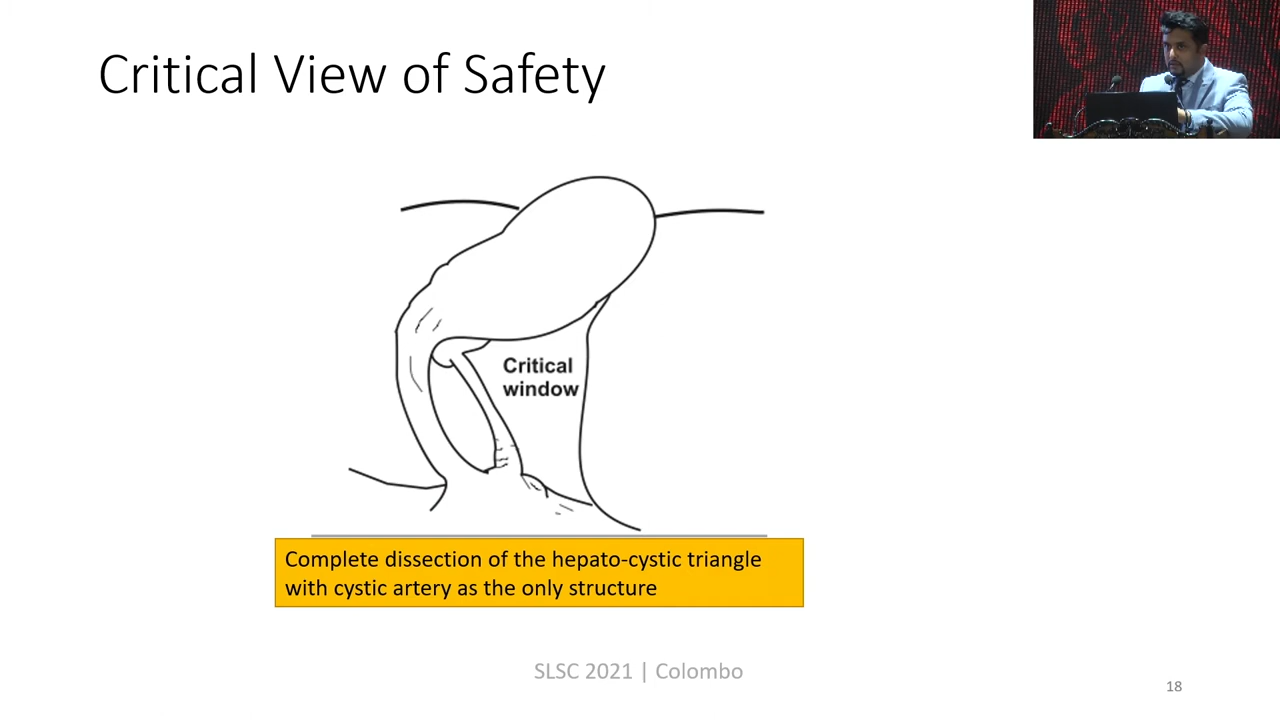 Critical View of Safety
Critical
window
Complete dissection of the hepato-cystic triangle
with cystic artery as the only structure
SLSC 2021 | Colombo
18